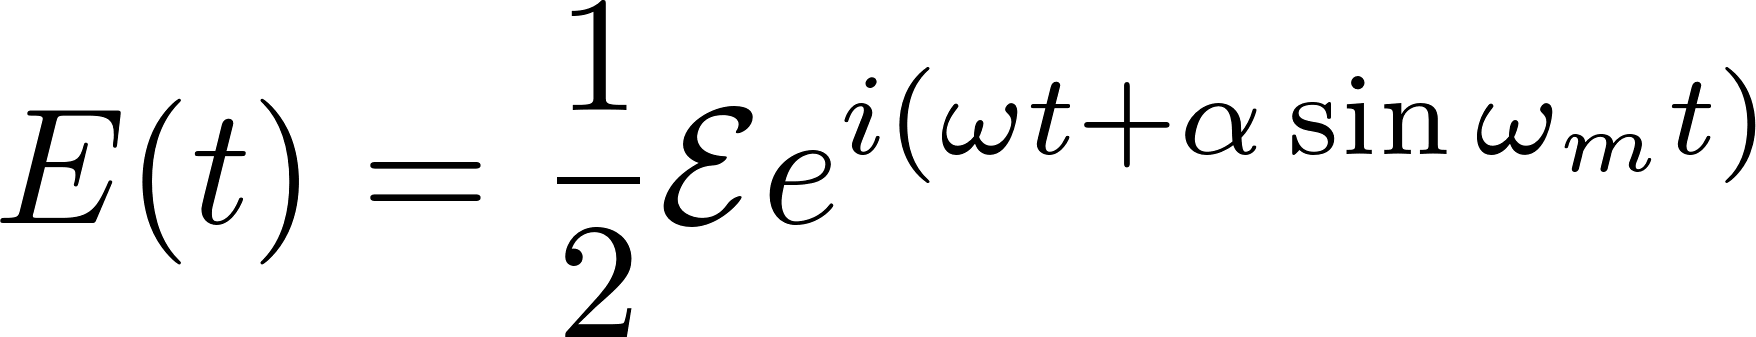 E(t) = \frac{1}{2} \mathcal{E} e^{i(\omega t + \alpha \sin \omega_m t)}